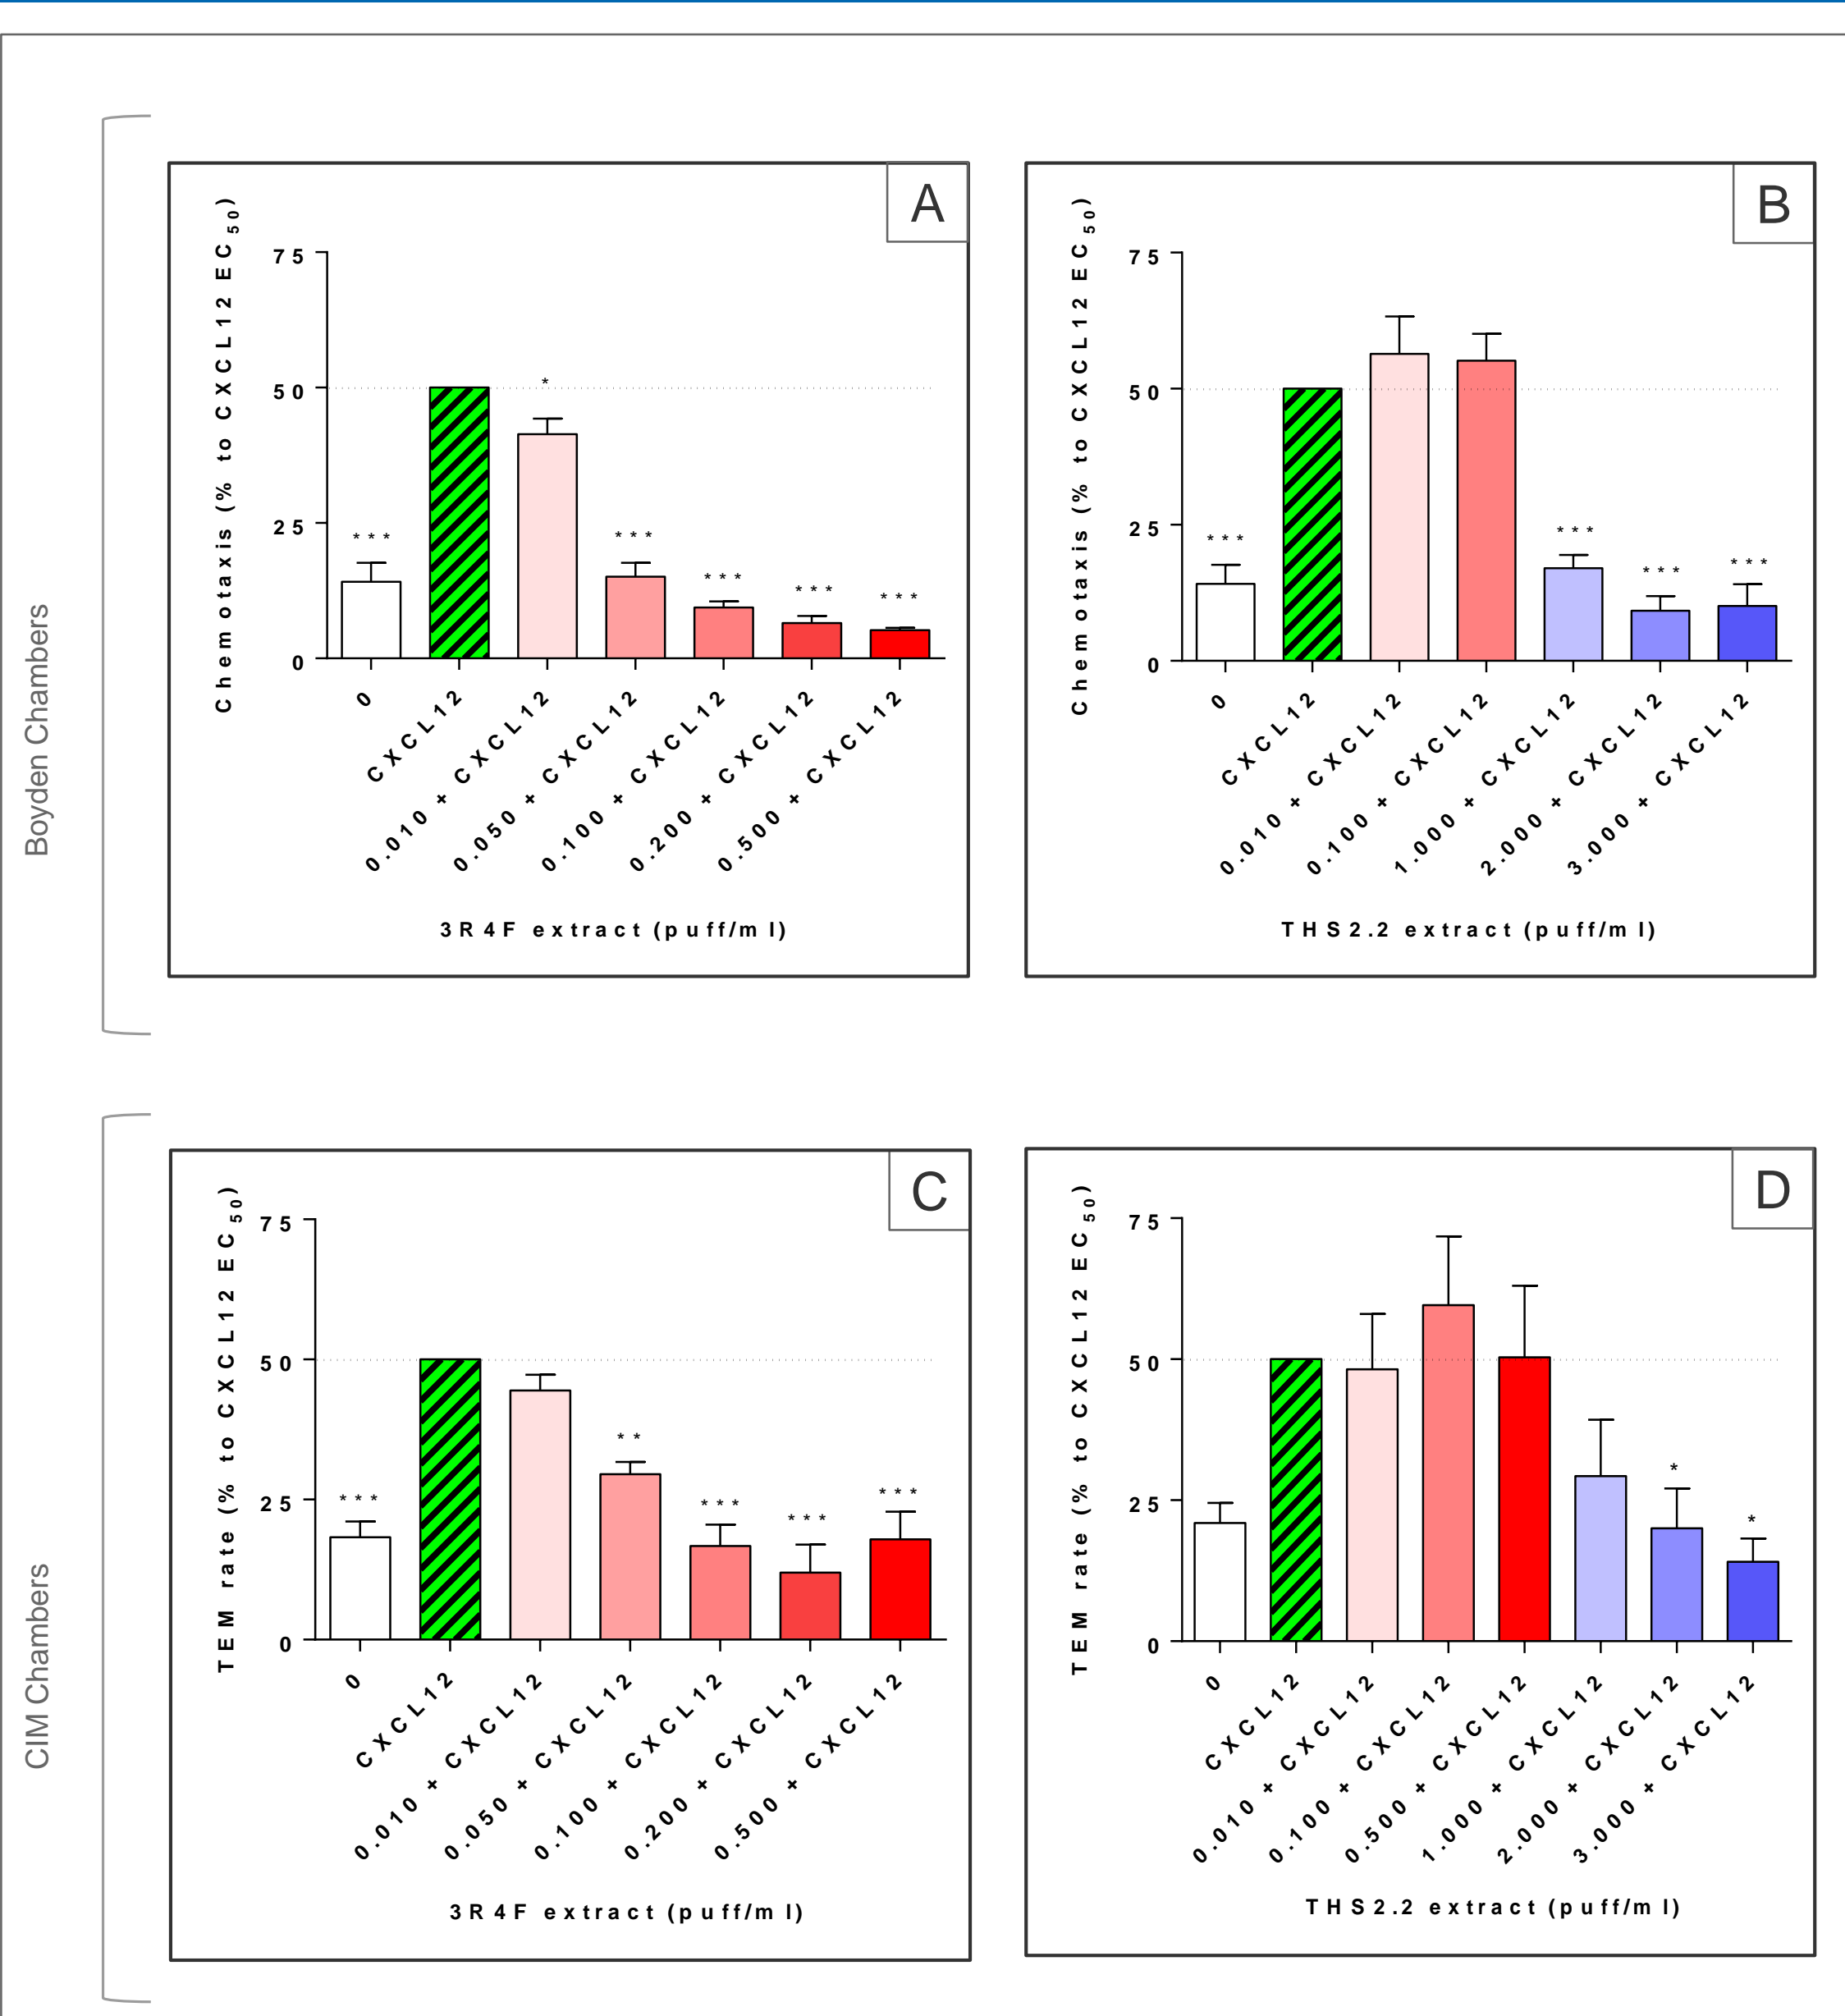 Boyden Chambers
A
Chemotaxis (% to CXCL12 EC50)
75
50
25
0
*
***
***
***
***
***
0
CXCL12
0.010 + CXCL12
0.050 + CXCL12
0.100 + CXCL12
0.200 + CXCL12
0.500 + CXCL12
3R4F extract (puff/ml)
B
Chemotaxis (% to CXCL12 EC50)
75
50
25
0
***
***
***
***
0
CXCL12
0.010 + CXCL12
0.100 + CXCL12
1.000 + CXCL12
2.000 + CXCL12
3.000 + CXCL12
THS2.2 extract (puff/ml)
CIM Chambers
C
TEM rate (% to CXCL12 EC50)
75
50
25
0
***
**
***
***
***
0
CXCL12
0.010 + CXCL12
0.050 + CXCL12
0.100 + CXCL12
0.200 + CXCL12
0.500 + CXCL12
3R4F extract (puff/ml)
D
TEM rate (% to CXCL12 EC50)
75
50
25
0
*
*
0
CXCL12
0.010 + CXCL12
0.100 + CXCL12
0.500 + CXCL12
1.000 + CXCL12
2.000 + CXCL12
3.000 + CXCL12
THS2.2 extract (puff/ml)